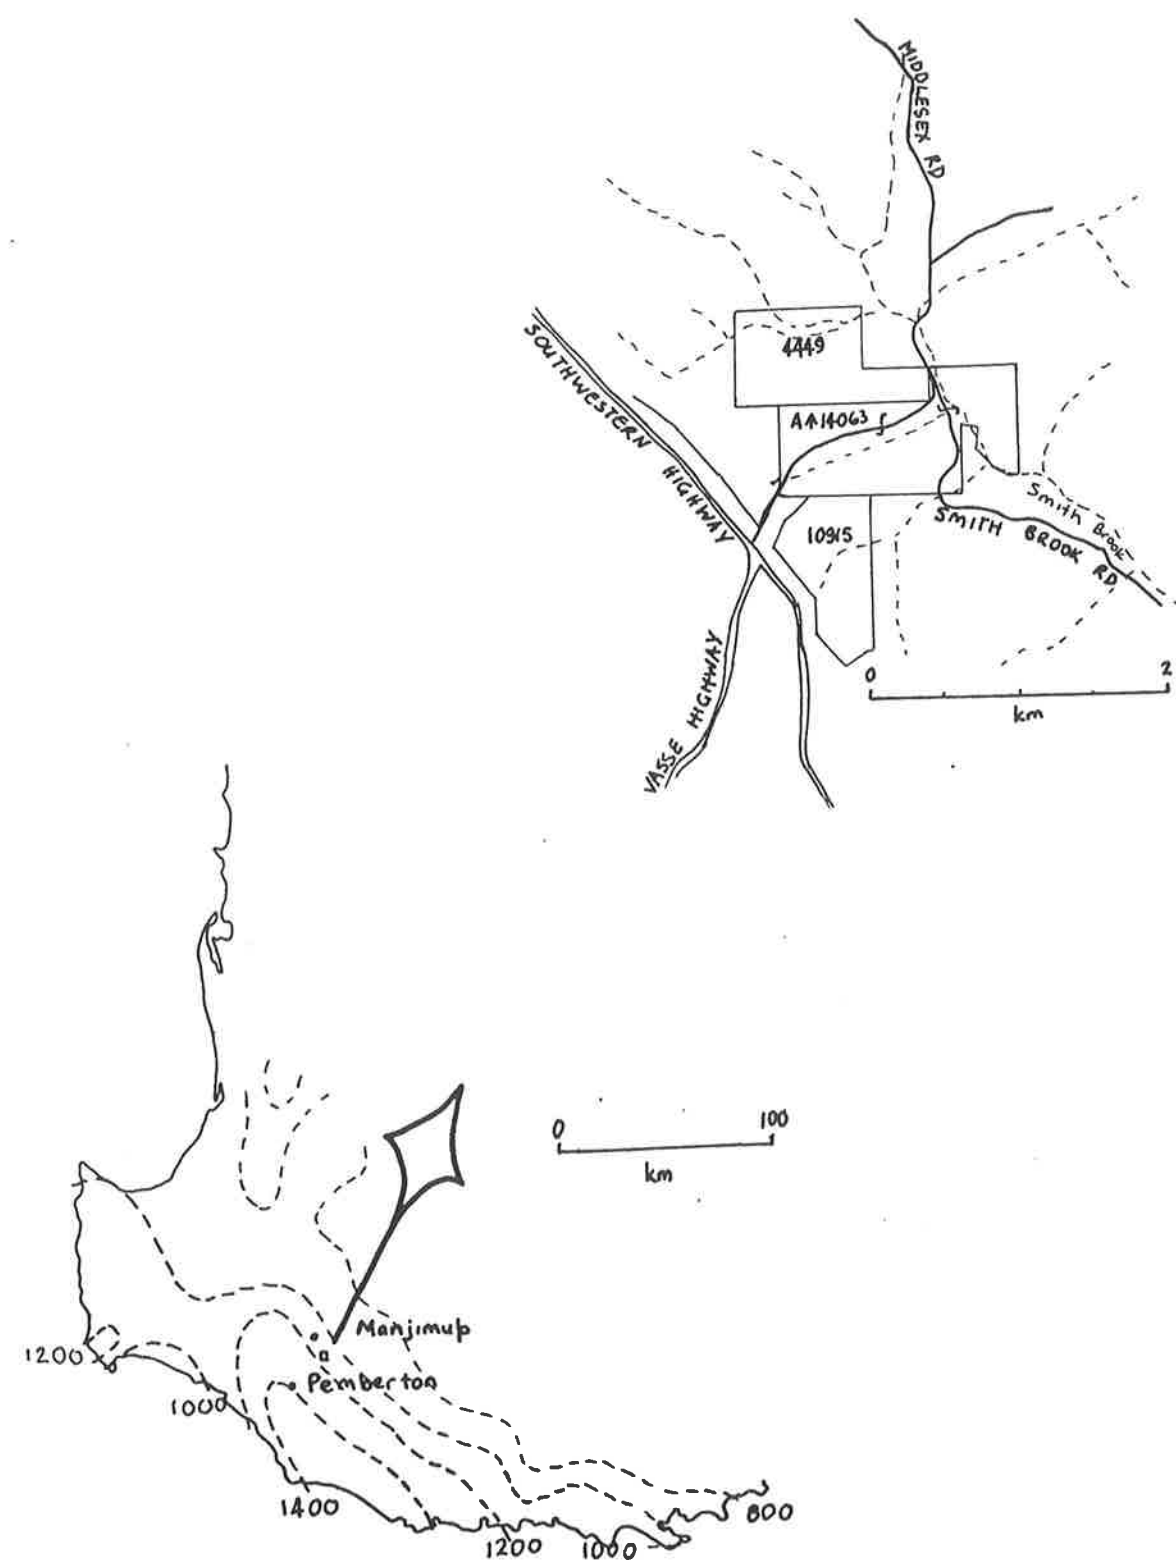 MIDDLESEX RD
SOUTHWESTERN HIGHWAY
4449
A↑14063
10915
SMITH BROOK RD
Smith Brook
VASSE HIGHWAY
0 2
km
0 100
km
Manjimup
Pemberton
1200
1000
1400
1200
1000
800